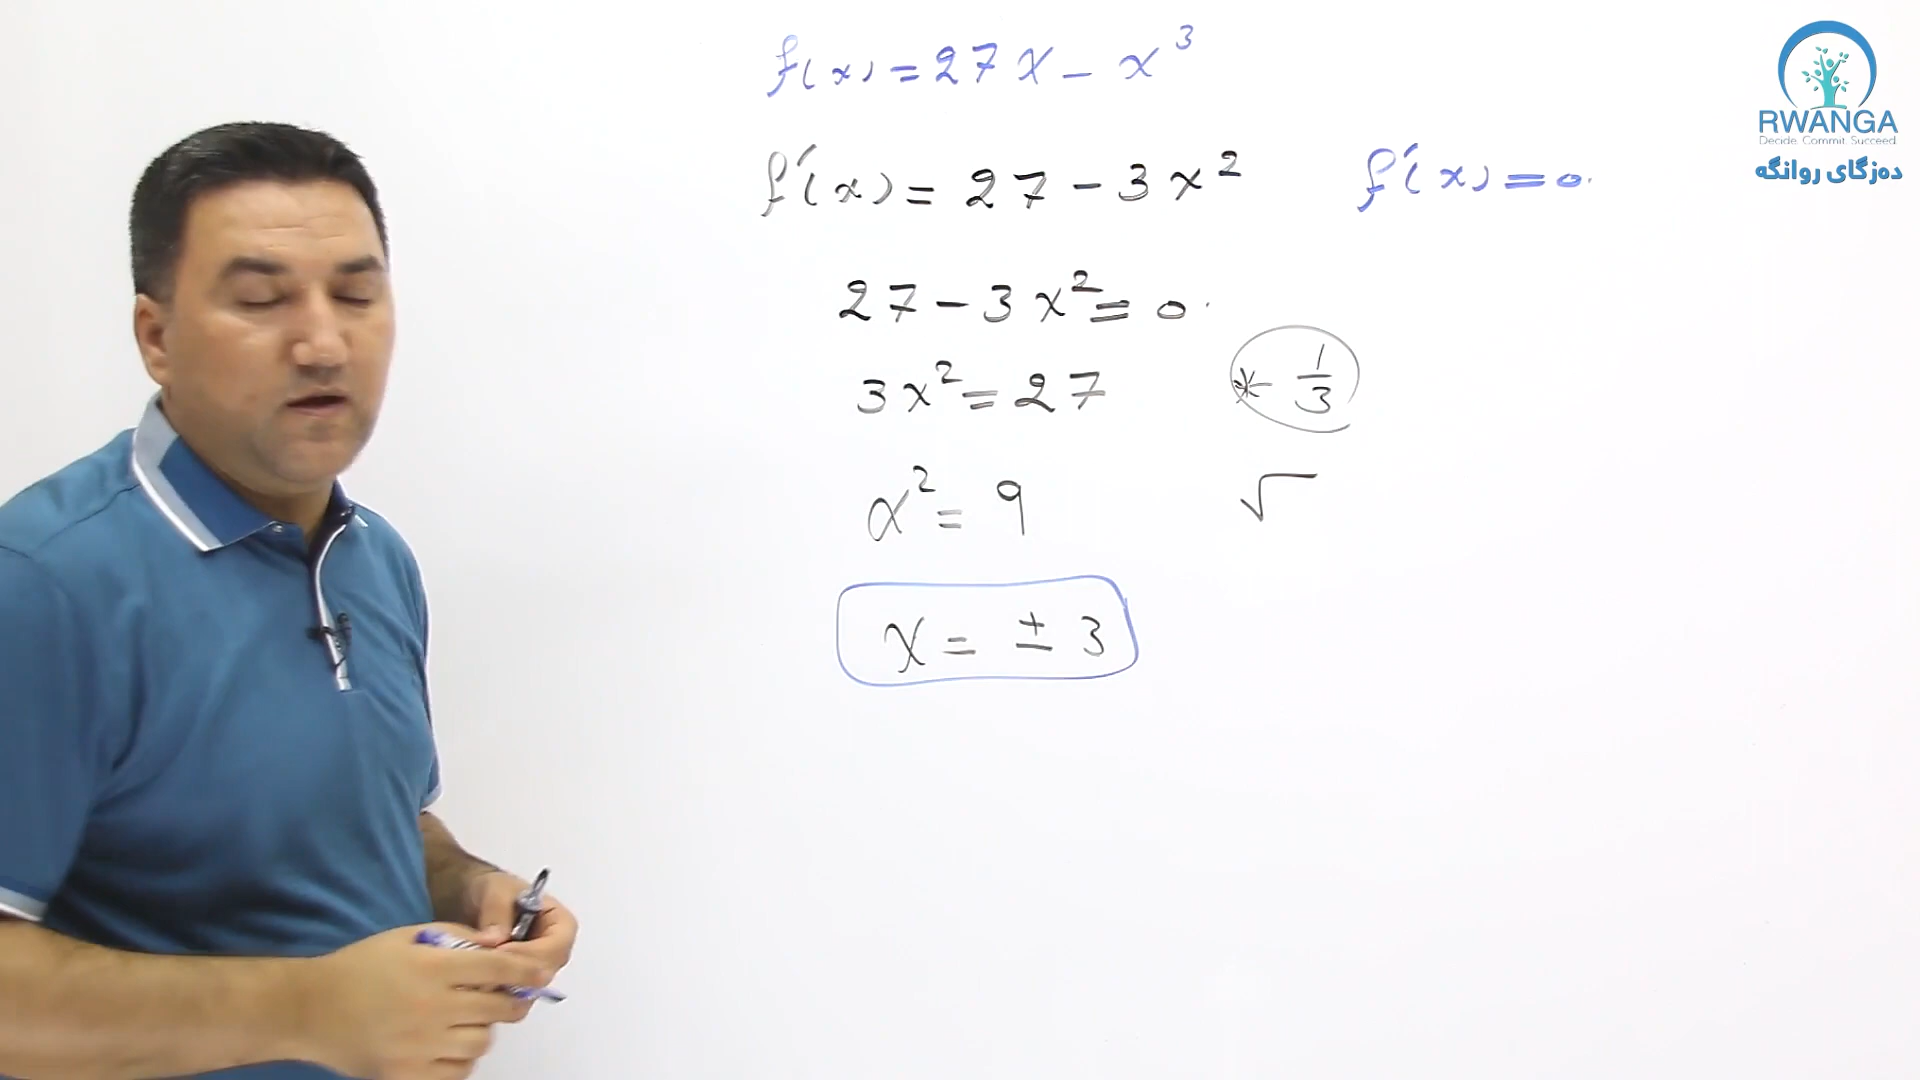 f(x) = 27x - x³
f'(x) = 27 - 3x² f'(x) = 0.
27 - 3x² = 0.
3x² = 27 * 1/3
x² = 9 √
x = ± 3
RWANGA
Decide. Commit. Succeed
دەزگای روانگە